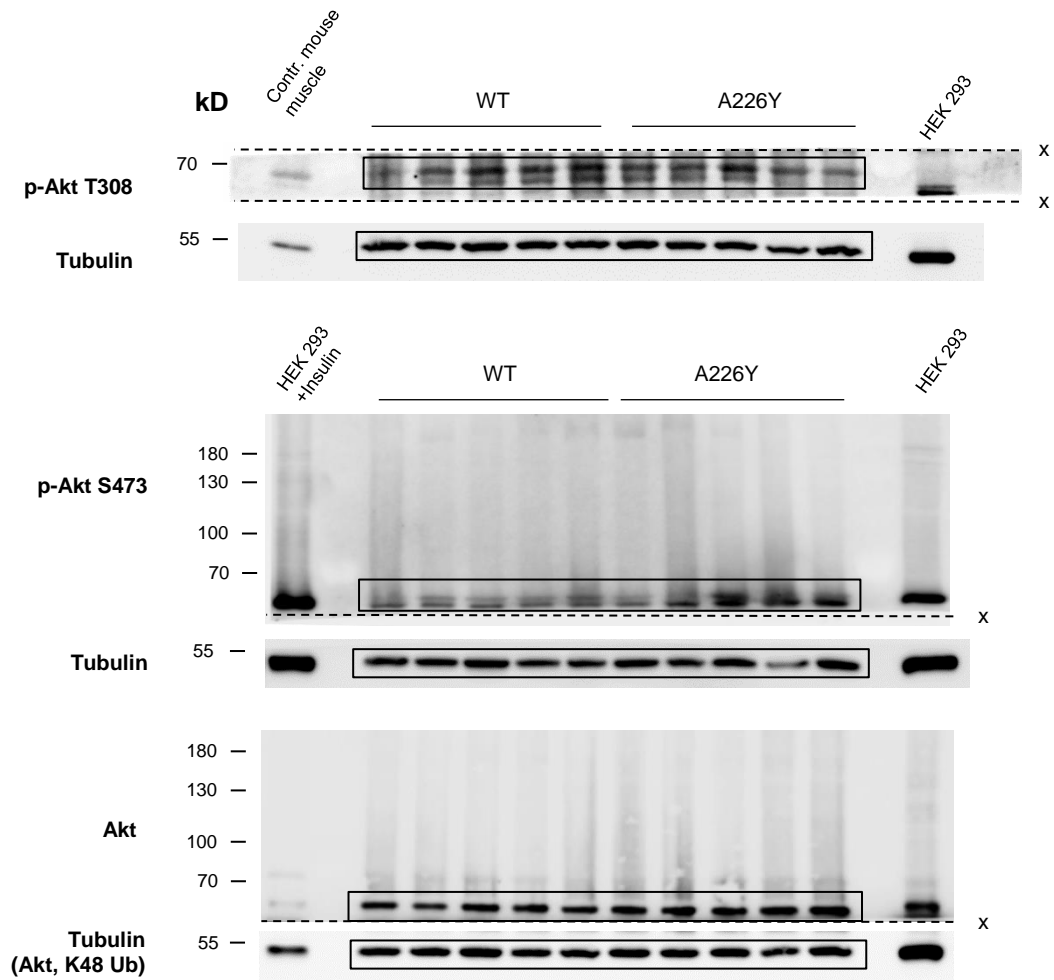 Contr. mouse
muscle
kD
WT
A226Y
HEK 293
x
70
p-Akt T308
x
55
Tubulin
HEK 293
+Insulin
WT
A226Y
HEK 293
180
130
p-Akt S473
100
70
x
55
Tubulin
180
130
Akt
100
70
x
55
Tubulin
(Akt, K48 Ub)